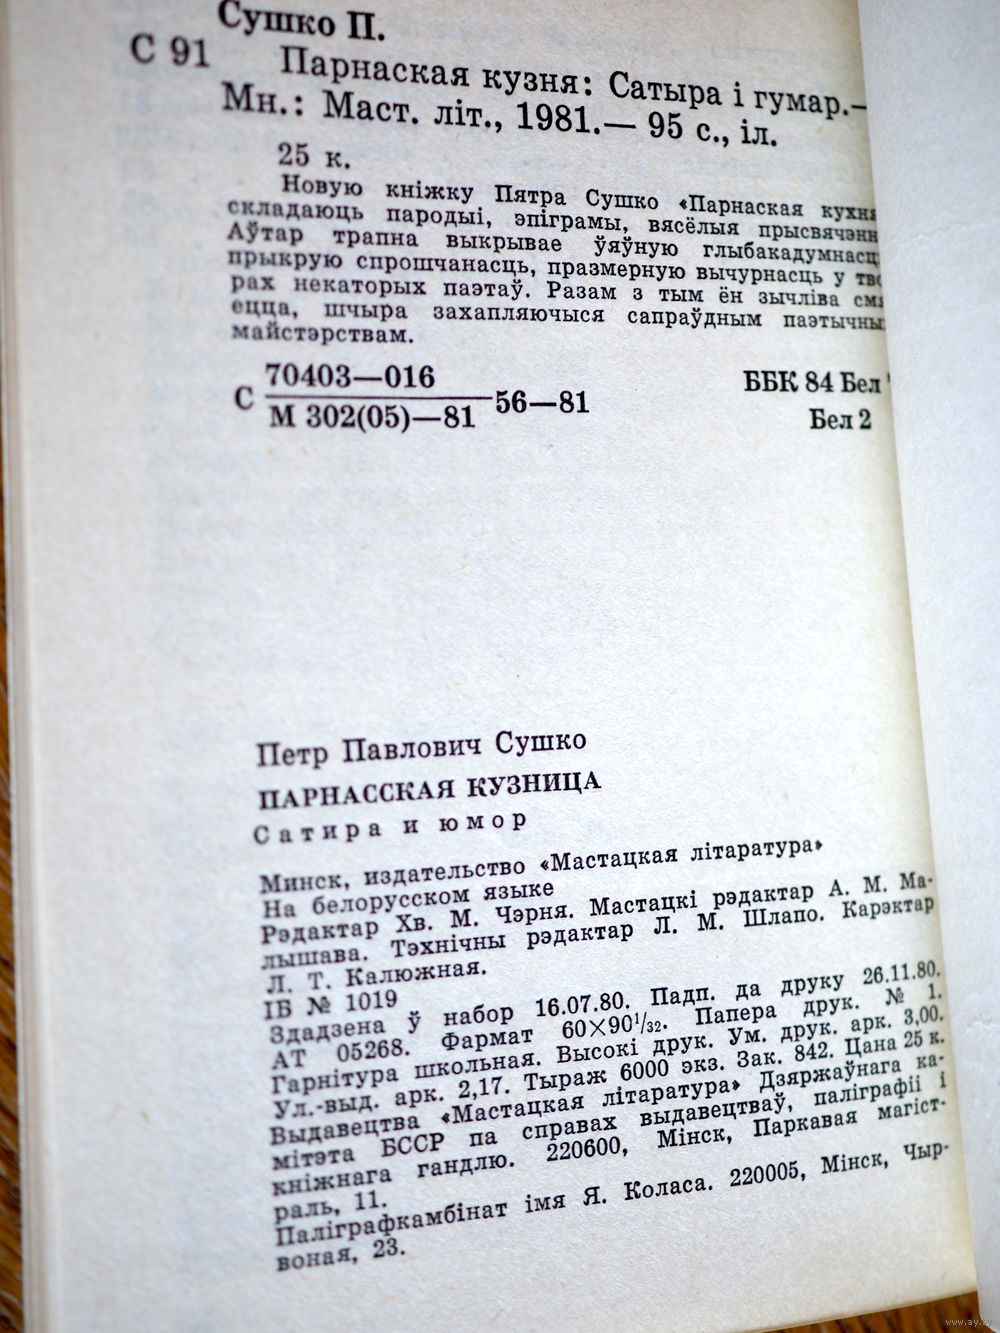 Сушко П.
С 91 Парнаская кузня: Сатыра і гумар.—
Мн.: Маст. літ., 1981.— 95 с., іл.
25 к.
Новую кніжку Пятра Сушко «Парнаская кухня
складаюць пародыі, эпіграмы, вясёлыя прысвячэнн
Аўтар трапна выкрывае ўяўную глыбакадумнасц
прыкрую спрошчанасць, празмерную вычурнасць у тво
рах некаторых паэтаў. Разам з тым ён зычліва смя
ецца, шчыра захапляючыся сапраўдным паэтычны
майстэрствам.
С 70403—016 / М 302(05)—81 56—81 ББК 84 Бел 7
Бел 2
Петр Павлович Сушко
ПАРНАССКАЯ КУЗНИЦА
Сатира и юмор
Минск, издательство «Мастацкая літаратура»
На белорусском языке
Рэдактар Хв. М. Чэрня. Мастацкі рэдактар А. М. Ма-
лышава. Тэхнічны рэдактар Л. М. Шлапо. Карэктар
Л. Т. Калюжная.
ІБ № 1019
Здадзена ў набор 16.07.80. Падп. да друку 26.11.80.
АТ 05268. Фармат 60×90¹/₃₂. Папера друк. № 1.
Гарнітура школьная. Высокі друк. Ум. друк. арк. 3,00.
Ул.-выд. арк. 2,17. Тыраж 6000 экз. Зак. 842. Цана 25 к.
Выдавецтва «Мастацкая літаратура» Дзяржаўнага ка-
мітэта БССР па справах выдавецтваў, паліграфіі і
кніжнага гандлю. 220600, Мінск, Паркавая магіст-
раль, 11.
Паліграфкамбінат імя Я. Коласа. 220005, Мінск, Чыр-
воная, 23.